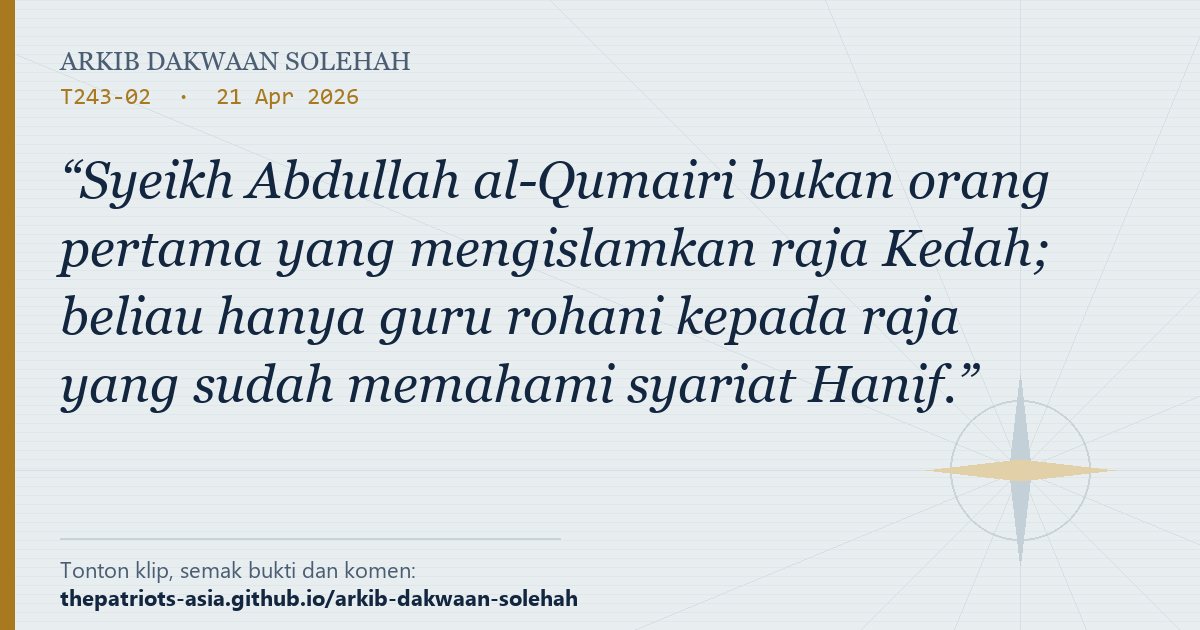 ARKIB DAKWAAN SOLEHAH
T243-02 · 21 Apr 2026
“Syeikh Abdullah al-Qumairi bukan orang
pertama yang mengislamkan raja Kedah;
beliau hanya guru rohani kepada raja
yang sudah memahami syariat Hanif.”
Tonton klip, semak bukti dan komen:
thepatriots-asia.github.io/arkib-dakwaan-solehah